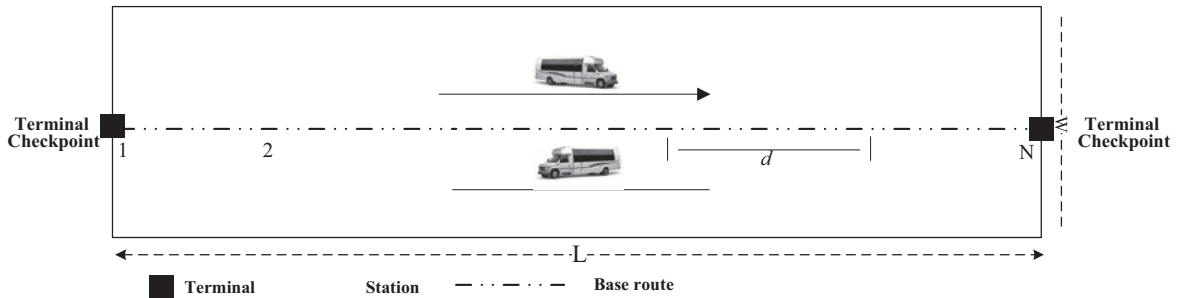 Terminal
Checkpoint
1
2
d
N
W
Terminal
Checkpoint
L
Terminal
Station
Base route